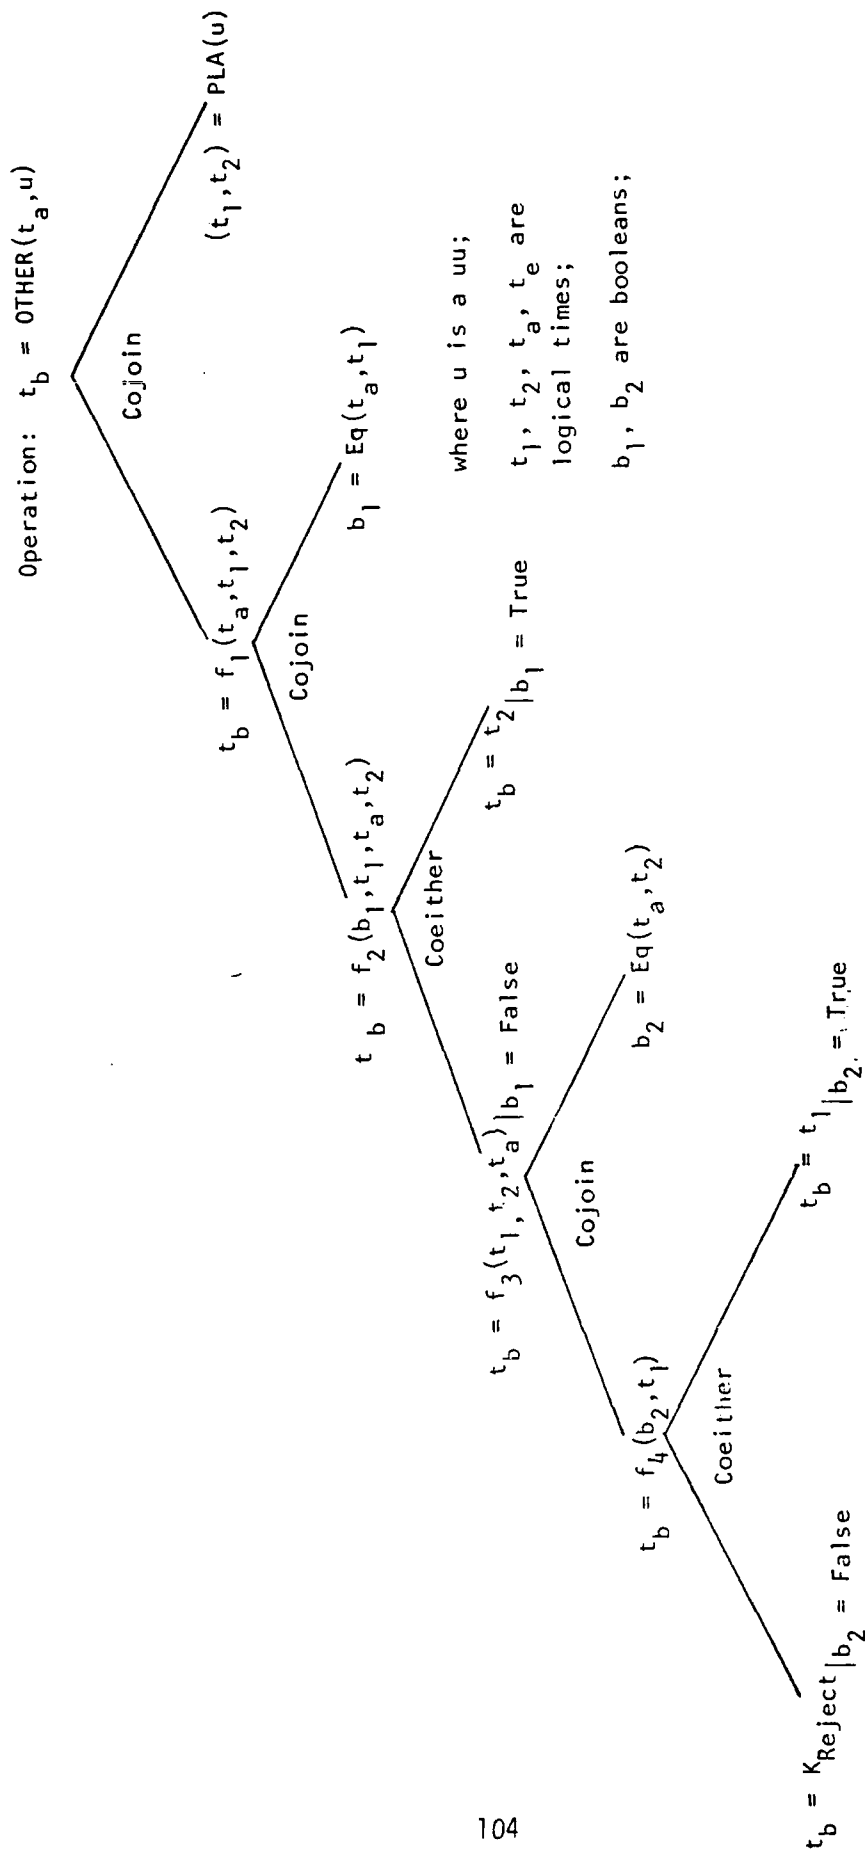 Operation: t_b = OTHER(t_a,u)
Cojoin
t_b = f_1(t_a,t_1,t_2)
(t_1,t_2) = PLA(u)
Cojoin
t_b = f_2(b_1,t_1,t_a,t_2)
b_1 = Eq(t_a,t_1)
Coeither
t_b = f_3(t_1,t_2,t_a)|b_1 = False
t_b = t_2|b_1 = True
where u is a uu;
t_1, t_2, t_a, t_e are
logical times;
b_1, b_2 are booleans;
Cojoin
t_b = f_4(b_2,t_1)
b_2 = Eq(t_a,t_2)
Coeither
t_b = K_Reject|b_2 = False
t_b = t_1|b_2 = True
104